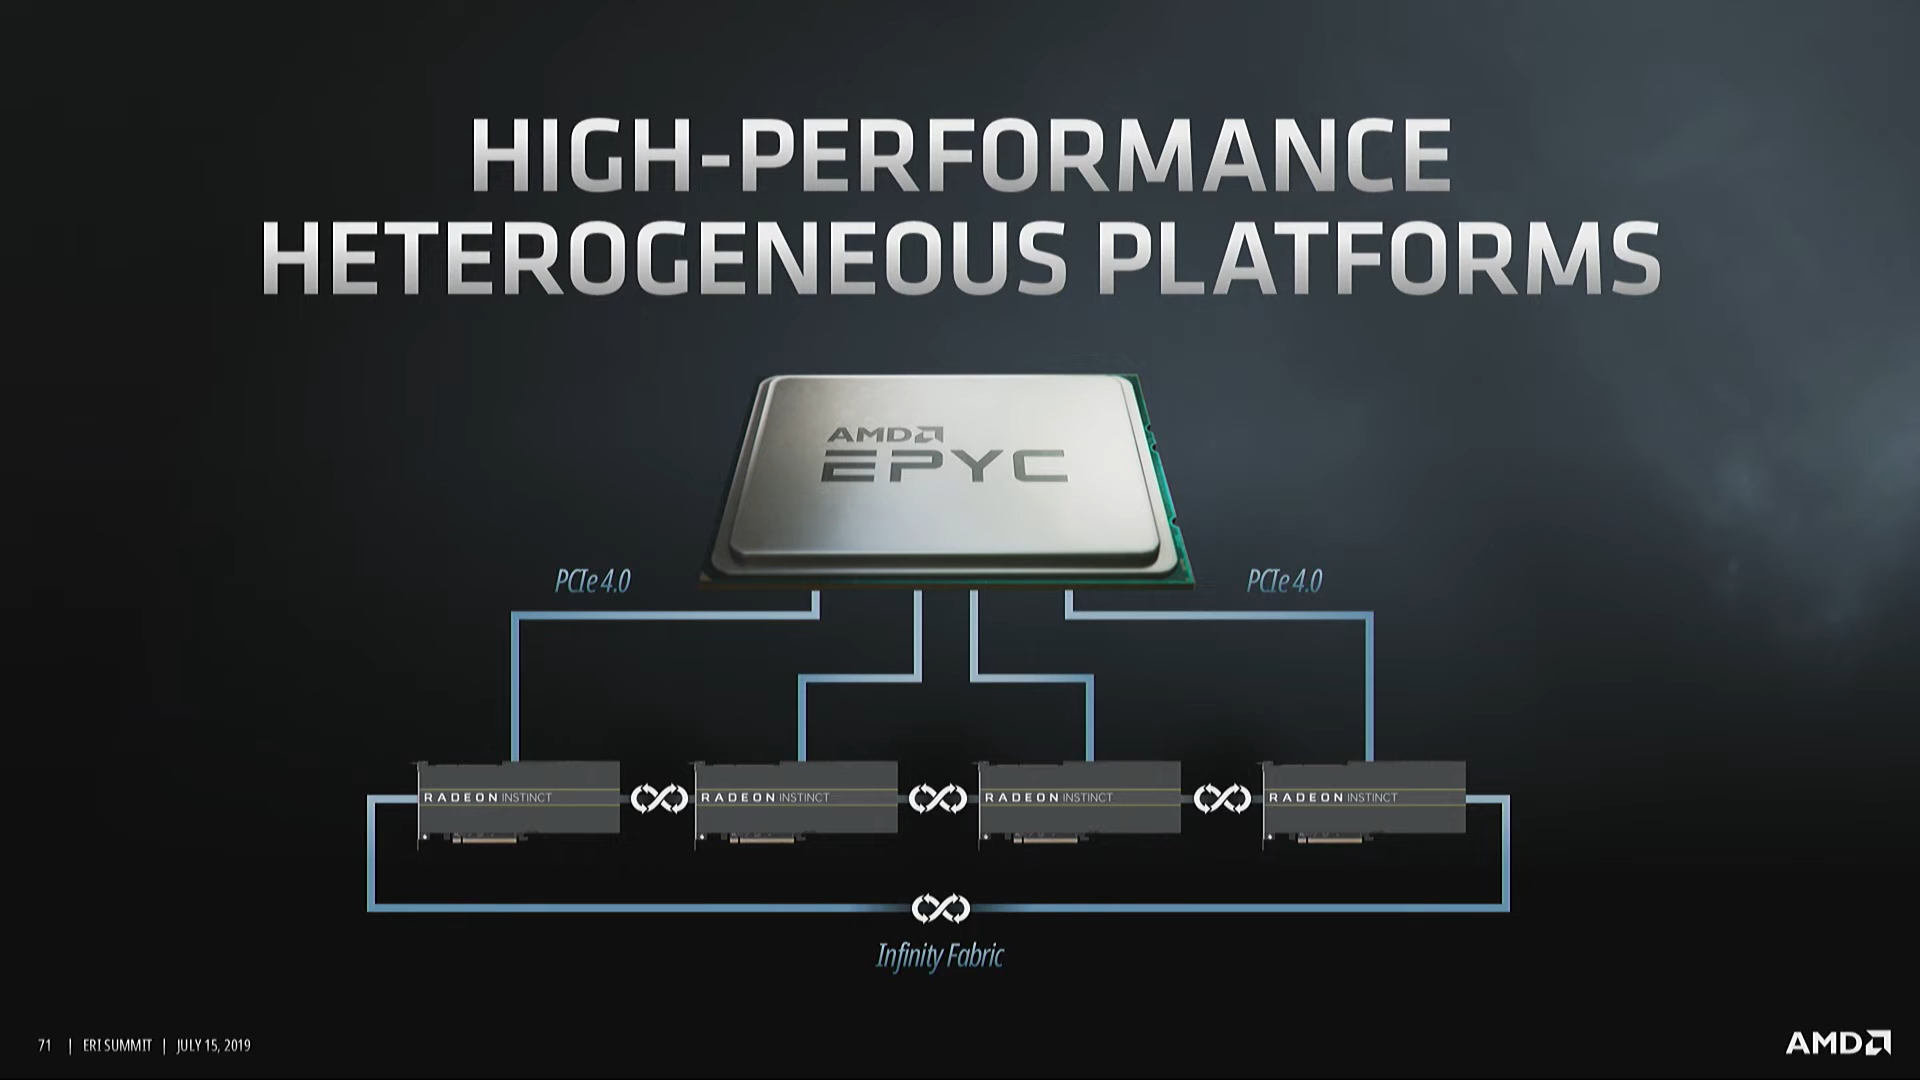 HIGH-PERFORMANCE
HETEROGENEOUS PLATFORMS
AMD
EPYC
PCIe 4.0
PCIe 4.0
RADEON INSTINCT
RADEON INSTINCT
RADEON INSTINCT
RADEON INSTINCT
Infinity Fabric
71 | ERI SUMMIT | JULY 15, 2019
AMD